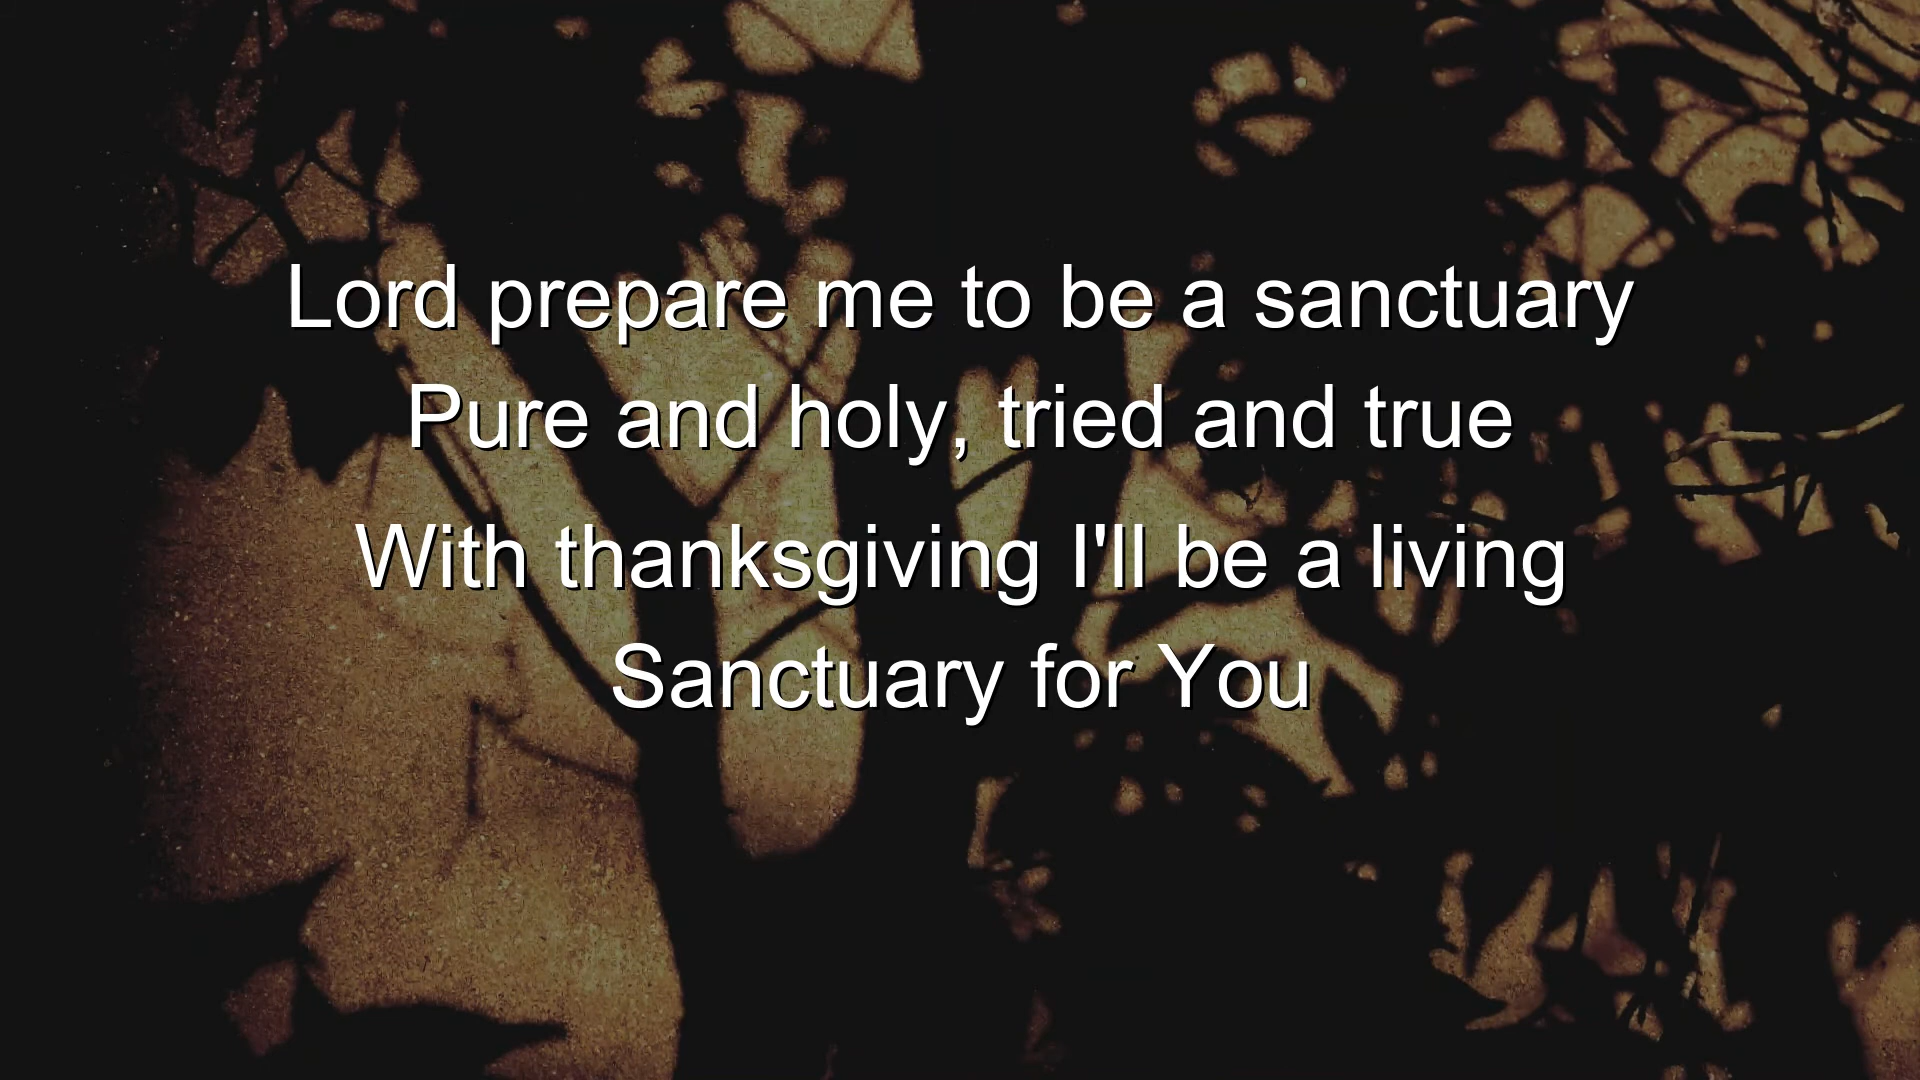 Lord prepare me to be a sanctuary
Pure and holy, tried and true
With thanksgiving I'll be a living
Sanctuary for You